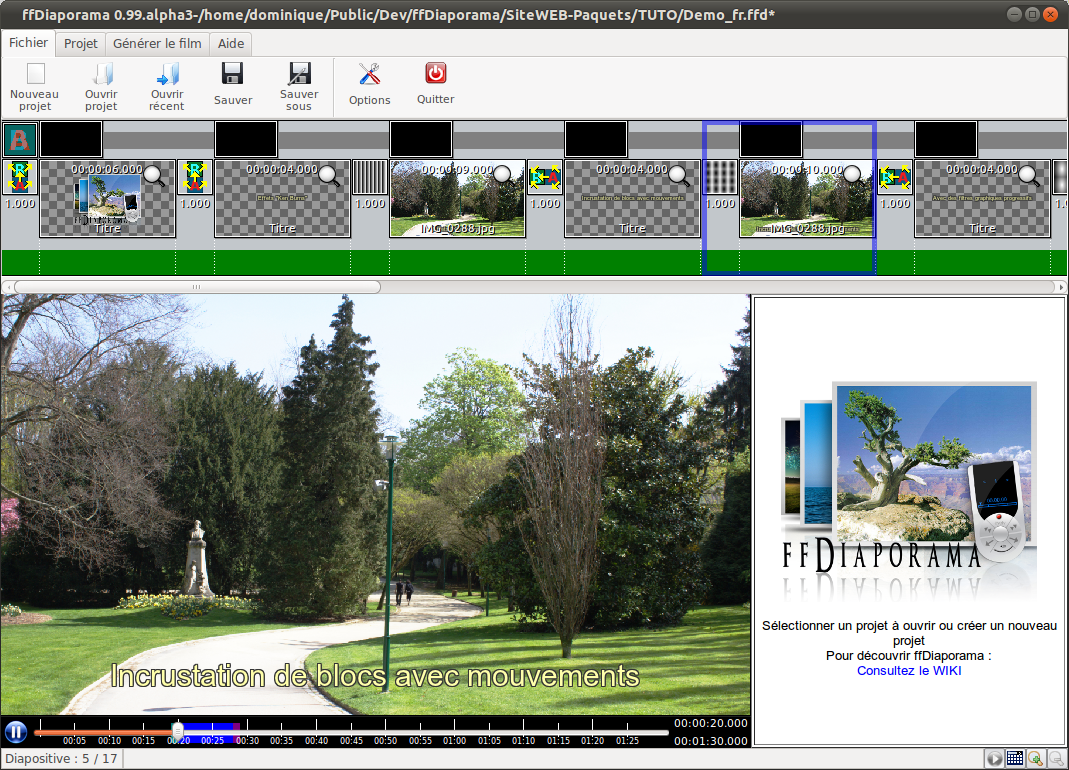 ffDiaporama 0.99.alpha3-/home/dominique/Public/Dev/ffDiaporama/SiteWEB-Paquets/TUTO/Demo_fr.ffd*
Fichier Projet Générer le film Aide
Nouveau projet
Ouvrir projet
Ouvrir récent
Sauver
Sauver sous
Options
Quitter
B
00:00:06.000 00:00:04.000 00:00:09.000 00:00:04.000 00:00:10.000 00:00:04.000
Effets "Ken Burns" Incrustation de blocs avec mouvements Avec des filtres graphiques progressifs
1.000 1.000 1.000 1.000 1.000 1.000
Titre Titre IMG_0238.jpg Titre IMG_0238.jpg Titre
Incrustation de blocs avec mouvements
ffDiaporama
Sélectionner un projet à ouvrir ou créer un nouveau
projet
Pour découvrir ffDiaporama :
Consultez le WIKI
00:05 00:10 00:15 00:20 00:25 00:30 00:35 00:40 00:45 00:50 00:55 01:00 01:05 01:10 01:15 01:20 01:25
00:00:20.000
00:01:30.000
Diapositive : 5 / 17